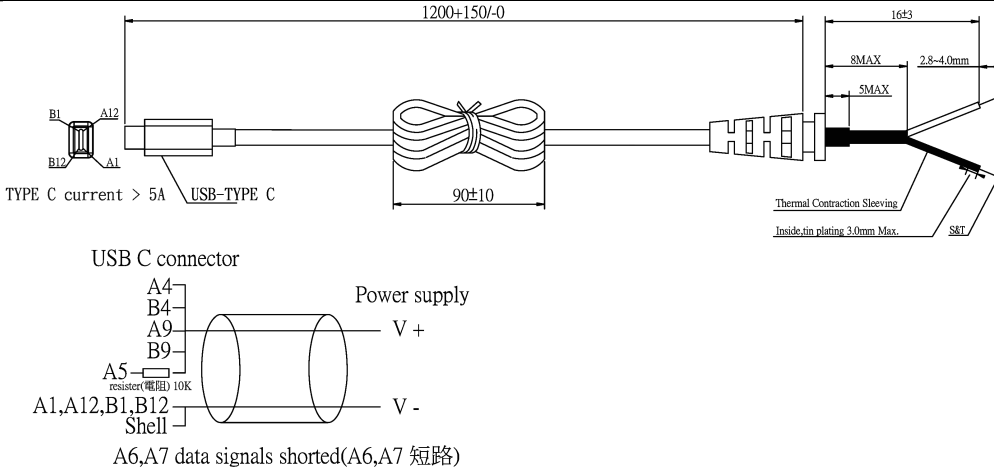 1200+150/-0
16±3
8MAX
2.8~4.0mm
5MAX
B1
A12
B12
A1
TYPE C current > 5A
USB-TYPE C
90±10
Thermal Contraction Sleeving
Inside,tin plating 3.0mm Max.
S&T
USB C connector
A4
B4
Power supply
A9
V +
B9
A5
resister(電阻) 10K
A1,A12,B1,B12
V -
Shell
A6,A7 data signals shorted(A6,A7 短路)